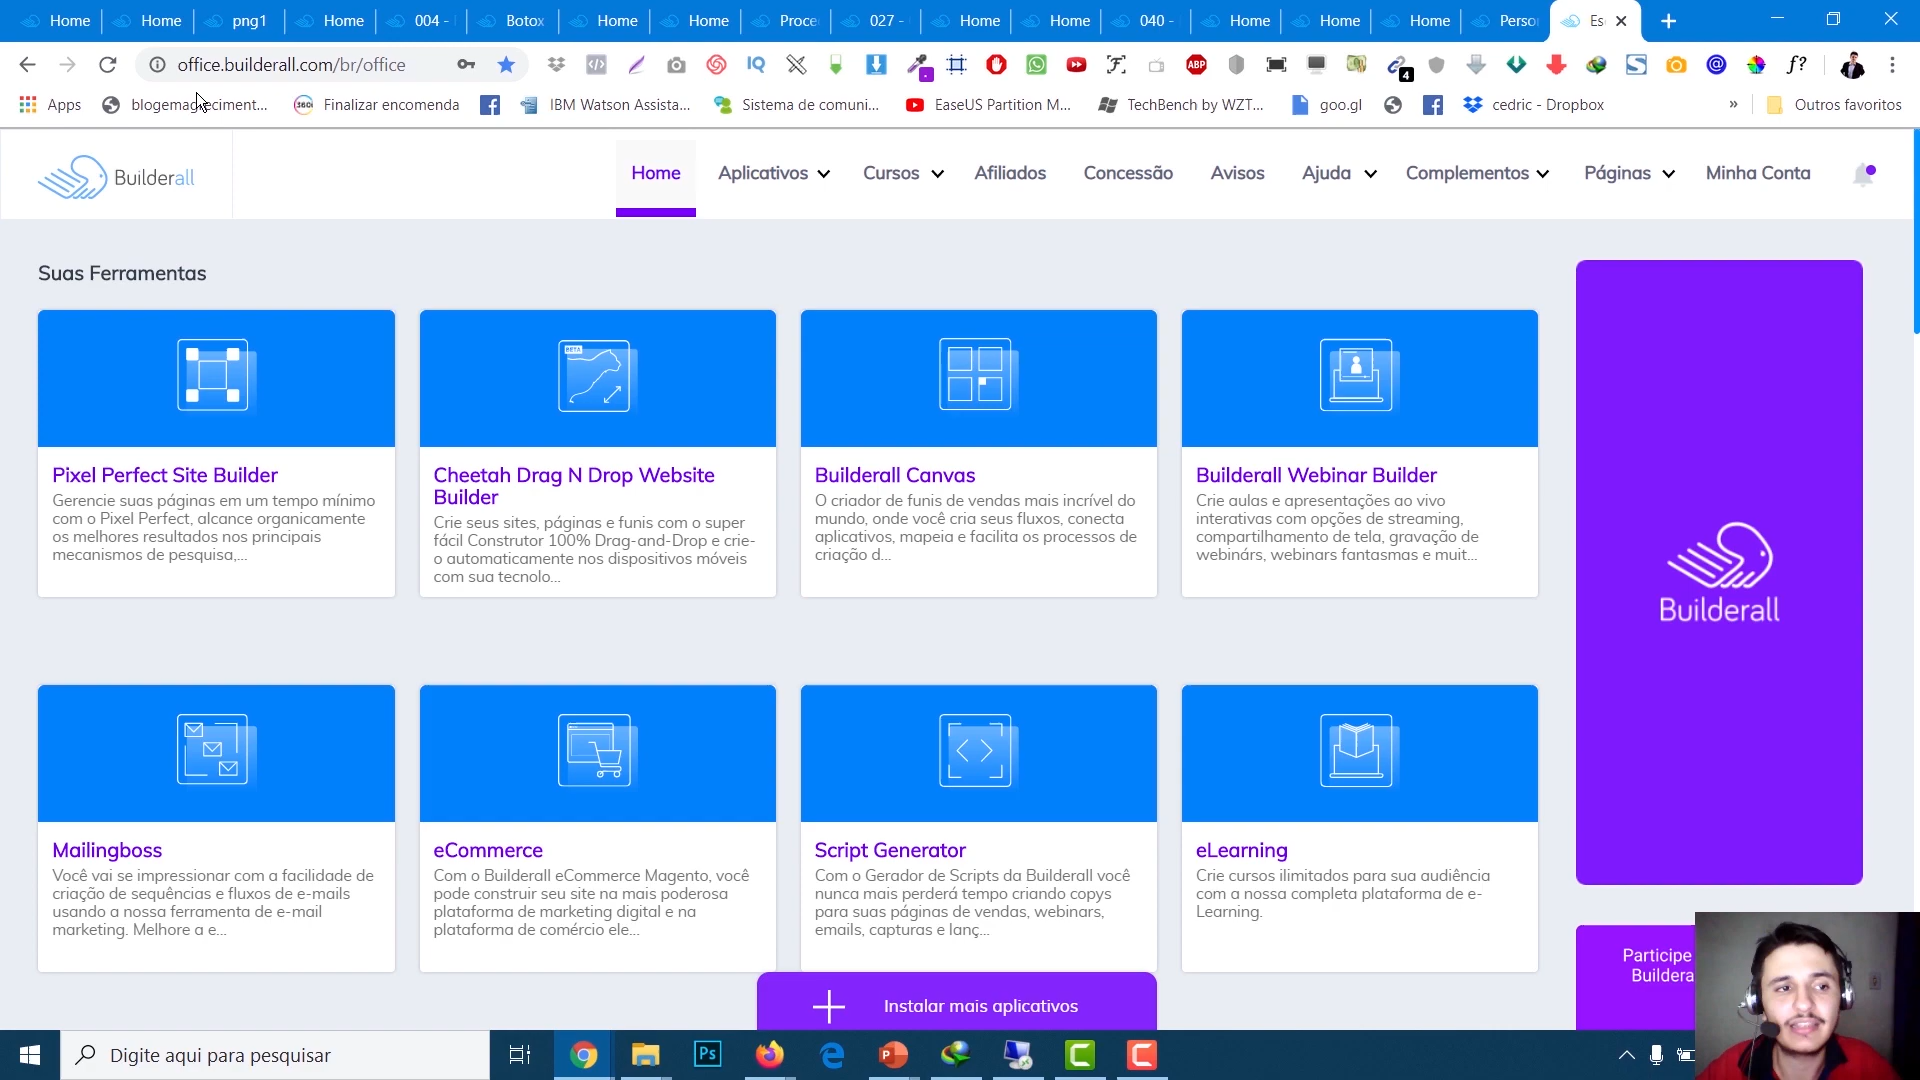 Home
Home
png1
Home
004 -
Botox
Home
Home
Proce
027 -
Home
Home
040 -
Home
Home
Home
Perso
Es
office.builderall.com/br/office
IQ
ABP
4
f?
Apps
Finalizar encomenda
IBM Watson Assista...
Sistema de comuni...
EaseUS Partition M...
TechBench by WZT...
goo.gl
cedric - Dropbox
»
Outros favoritos
Builderall
Home
Aplicativos
Cursos
Afiliados
Concessão
Avisos
Ajuda
Complementos
Páginas
Minha Conta
Suas Ferramentas
Pixel Perfect Site Builder
Gerencie suas páginas em um tempo mínimo
com o Pixel Perfect, alcance organicamente
os melhores resultados nos principais
mecanismos de pesquisa,...
BETA
Cheetah Drag N Drop Website
Builder
Crie seus sites, páginas e funis com o super
fácil Construtor 100% Drag-and-Drop e crie-
o automaticamente nos dispositivos móveis
com sua tecnolo...
Builderall Canvas
O criador de funis de vendas mais incrível do
mundo, onde você cria seus fluxos, conecta
aplicativos, mapeia e facilita os processos de
criação d...
Builderall Webinar Builder
Crie aulas e apresentações ao vivo
interativas com opções de streaming,
compartilhamento de tela, gravação de
webinárs, webinars fantasmas e muit...
Builderall
Mailingboss
Você vai se impressionar com a facilidade de
criação de sequências e fluxos de e-mails
usando a nossa ferramenta de e-mail
marketing. Melhore a e...
eCommerce
Com o Builderall eCommerce Magento, você
pode construir seu site na mais poderosa
plataforma de marketing digital e na
plataforma de comércio ele...
Script Generator
Com o Gerador de Scripts da Builderall você
nunca mais perderá tempo criando copys
para suas páginas de vendas, webinars,
emails, capturas e lanç...
eLearning
Crie cursos ilimitados para sua audiência
com a nossa completa plataforma de e-
Learning.
Participe
Buildera
Instalar mais aplicativos
Digite aqui para pesquisar
Ps